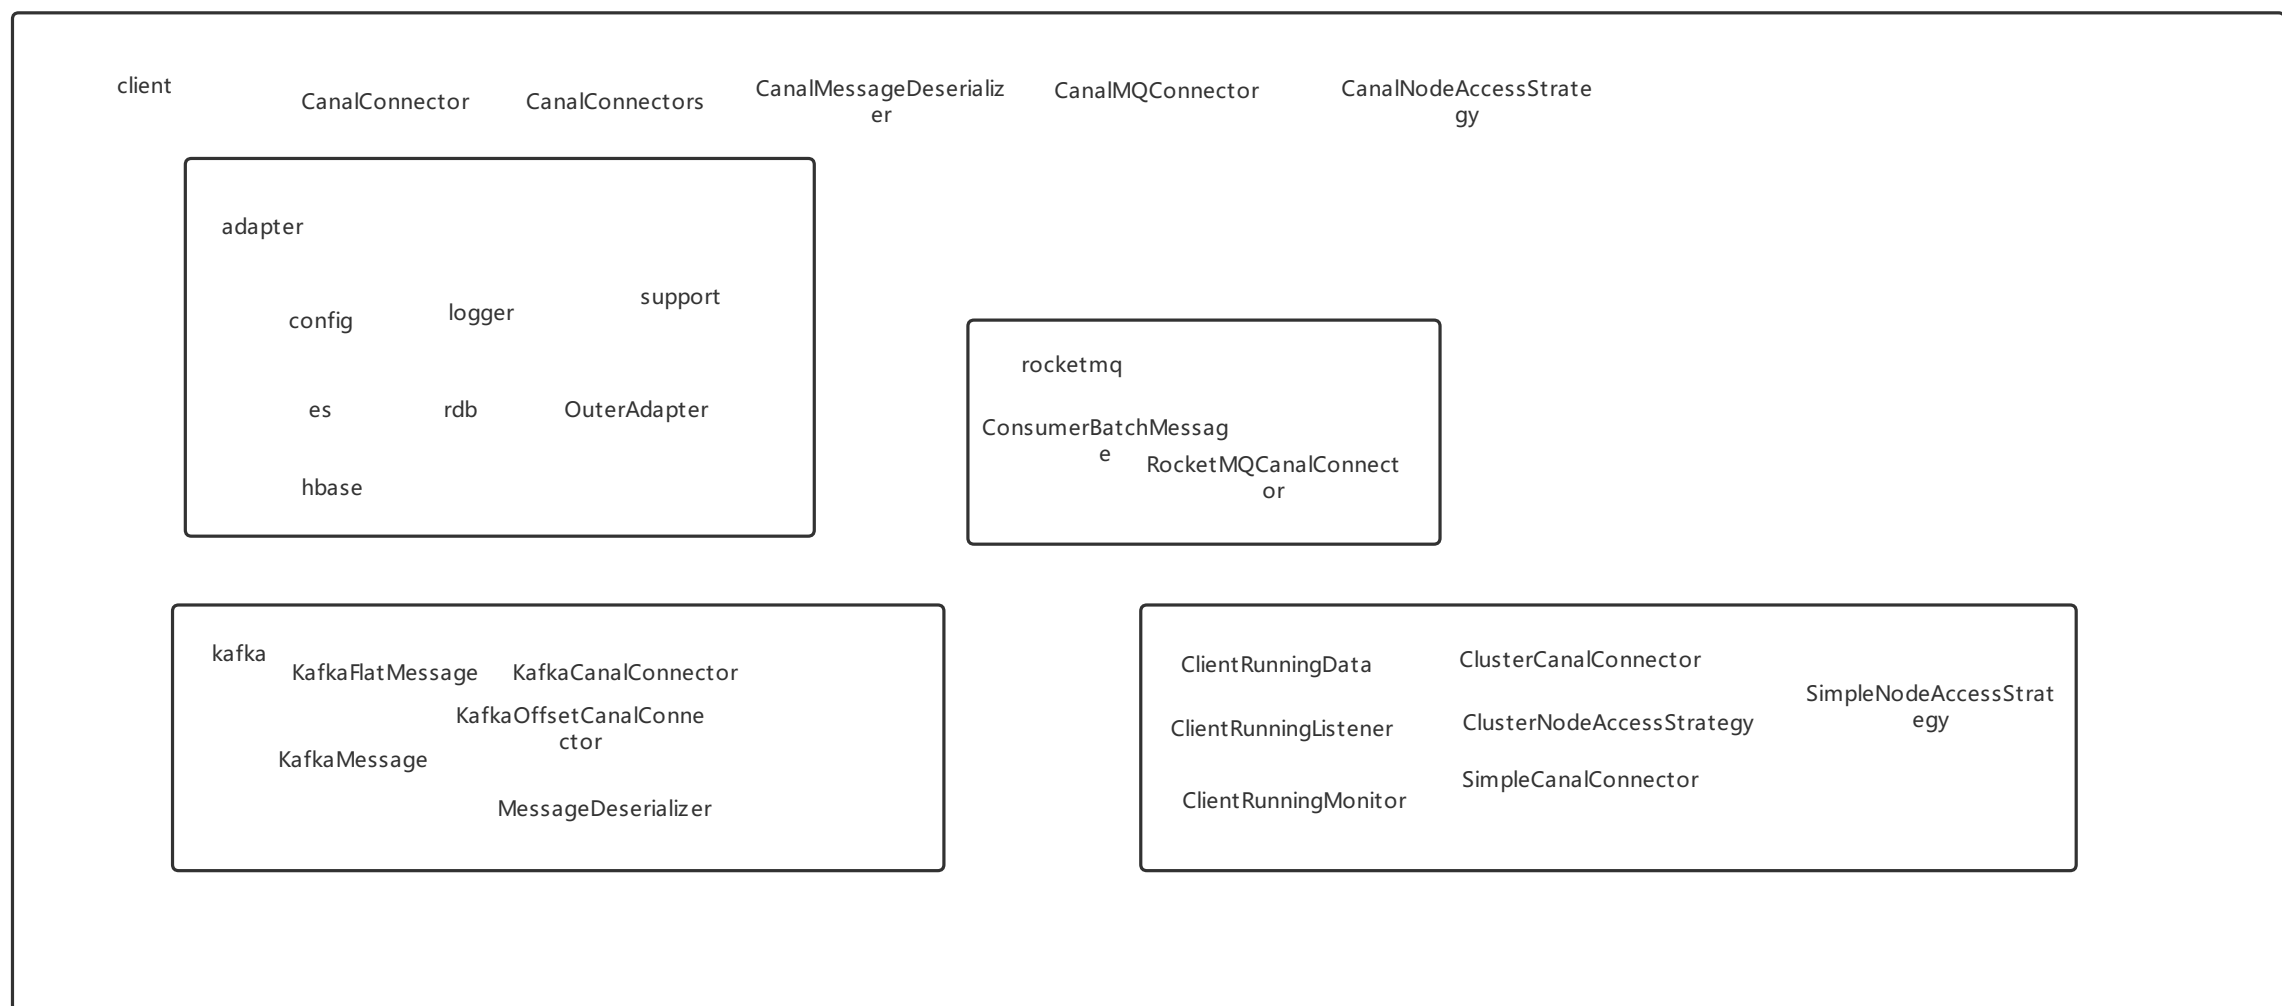 client
CanalConnector
CanalConnectors
CanalMessageDeserializ
er
CanalMQConnector
CanalNodeAccessStrate
gy
adapter
config
logger
support
es
rdb
OuterAdapter
hbase
rocketmq
ConsumerBatchMessag
e
RocketMQCanalConnect
or
kafka
KafkaFlatMessage
KafkaCanalConnector
KafkaOffsetCanalConne
ctor
KafkaMessage
MessageDeserializer
ClientRunningData
ClusterCanalConnector
SimpleNodeAccessStrat
egy
ClientRunningListener
ClusterNodeAccessStrategy
SimpleCanalConnector
ClientRunningMonitor